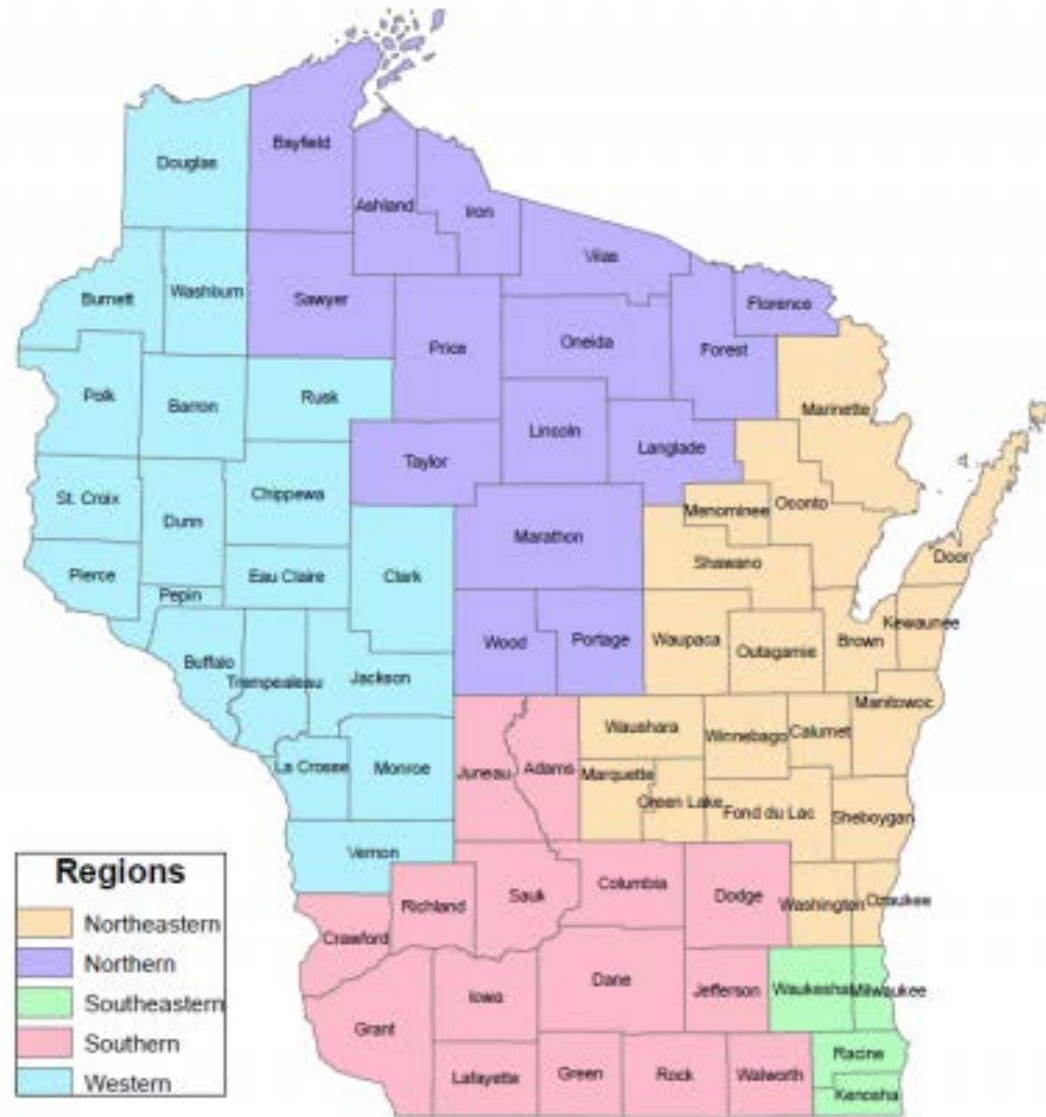 Bayfield
Douglas
Ashland
Iron
Vilas
Washburn
Burnett
Sawyer
Florence
Price
Oneida
Forest
Polk
Barron
Rusk
Marinette
Lincoln
Langlade
Taylor
St. Croix
Chippewa
Menominee
Oconto
Dunn
Marathon
Door
Shawano
Pierce
Eau Claire
Clark
Pepin
Kewaunee
Wood
Portage
Waupaca
Brown
Outagamie
Buffalo
Trempealeau
Jackson
Manitowoc
Waushara
Winnebago
Calumet
La Crosse
Monroe
Juneau
Adams
Marquette
Green Lake
Fond du Lac
Sheboygan
Vernon
Richland
Sauk
Columbia
Dodge
Washington
Ozaukee
Crawford
Dane
Iowa
Jefferson
Waukesha
Milwaukee
Grant
Lafayette
Green
Rock
Walworth
Racine
Kenosha
Regions
Northeastern
Northern
Southeastern
Southern
Western